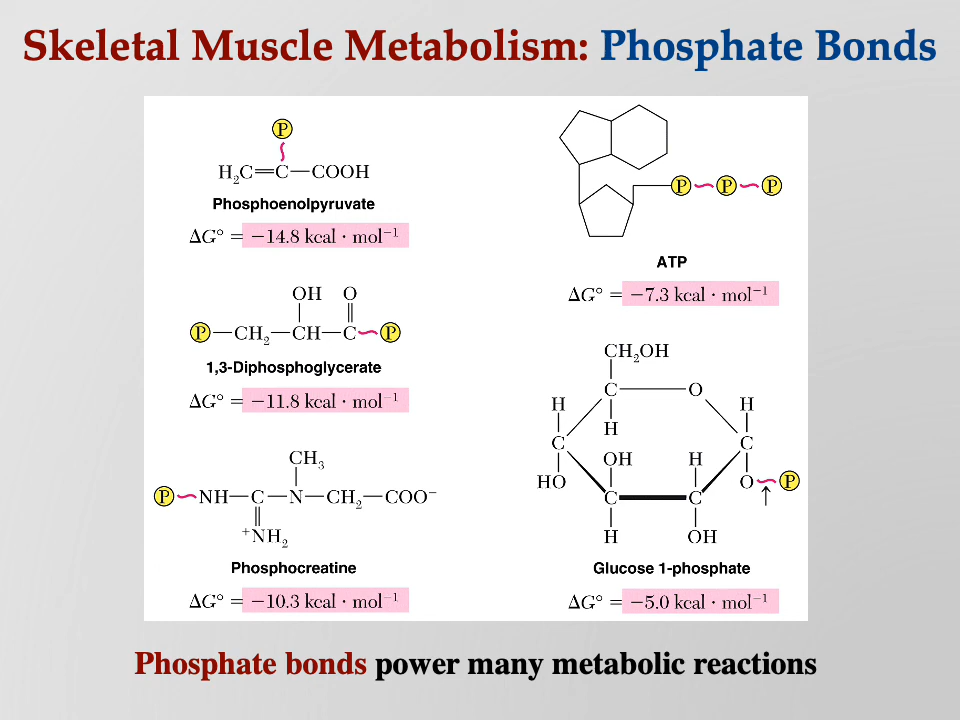 Skeletal Muscle Metabolism: Phosphate Bonds
P
H₂C=C—COOH
Phosphoenolpyruvate
ΔG° = −14.8 kcal · mol⁻¹
OH O
P—CH₂—CH—C~P
1,3-Diphosphoglycerate
ΔG° = −11.8 kcal · mol⁻¹
CH₃
P~NH—C—N—CH₂—COO⁻
⁺NH₂
Phosphocreatine
ΔG° = −10.3 kcal · mol⁻¹
P~P~P
ATP
ΔG° = −7.3 kcal · mol⁻¹
CH₂OH
C O
H H H
C OH H C
HO C C O~P
↑
H OH
Glucose 1-phosphate
ΔG° = −5.0 kcal · mol⁻¹
Phosphate bonds power many metabolic reactions